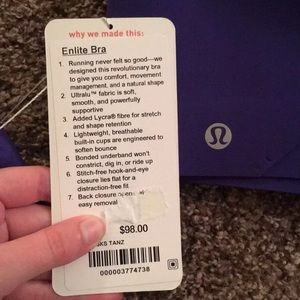 why we made this:
Enlite Bra
1. Running never felt so good—we
designed this revolutionary bra
to give you comfort, movement
management, and a natural shape
2. Ultralu™ fabric is soft,
smooth, and powerfully
supportive
3. Added Lycra® fibre for stretch
and shape retention
4. Lightweight, breathable
built-in cups are engineered to
soften bounce
5. Bonded underband won't
constrict, dig in, or ride up
6. Stitch-free hook-and-eye
closure lies flat for a
distraction-free fit
7. Back closure
easy removal
$98.00
TANZ
000003774738